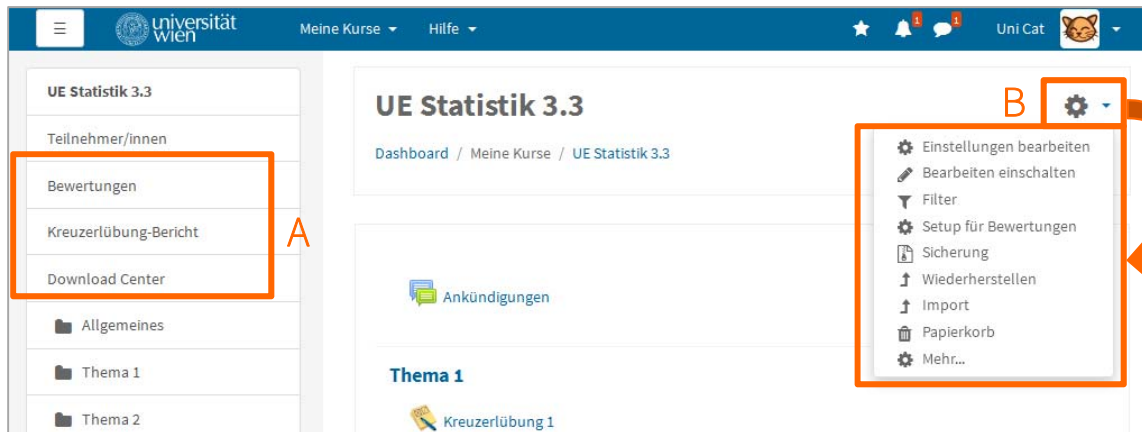 universität
wien
Meine Kurse
Hilfe
1
1
Uni Cat
UE Statistik 3.3
Teilnehmer/innen
Bewertungen
Kreuzerlübung-Bericht
Download Center
Allgemeines
Thema 1
Thema 2
A
UE Statistik 3.3
Dashboard / Meine Kurse / UE Statistik 3.3
B
Einstellungen bearbeiten
Bearbeiten einschalten
Filter
Setup für Bewertungen
Sicherung
Wiederherstellen
Import
Papierkorb
Mehr...
Ankündigungen
Thema 1
Kreuzerlübung 1